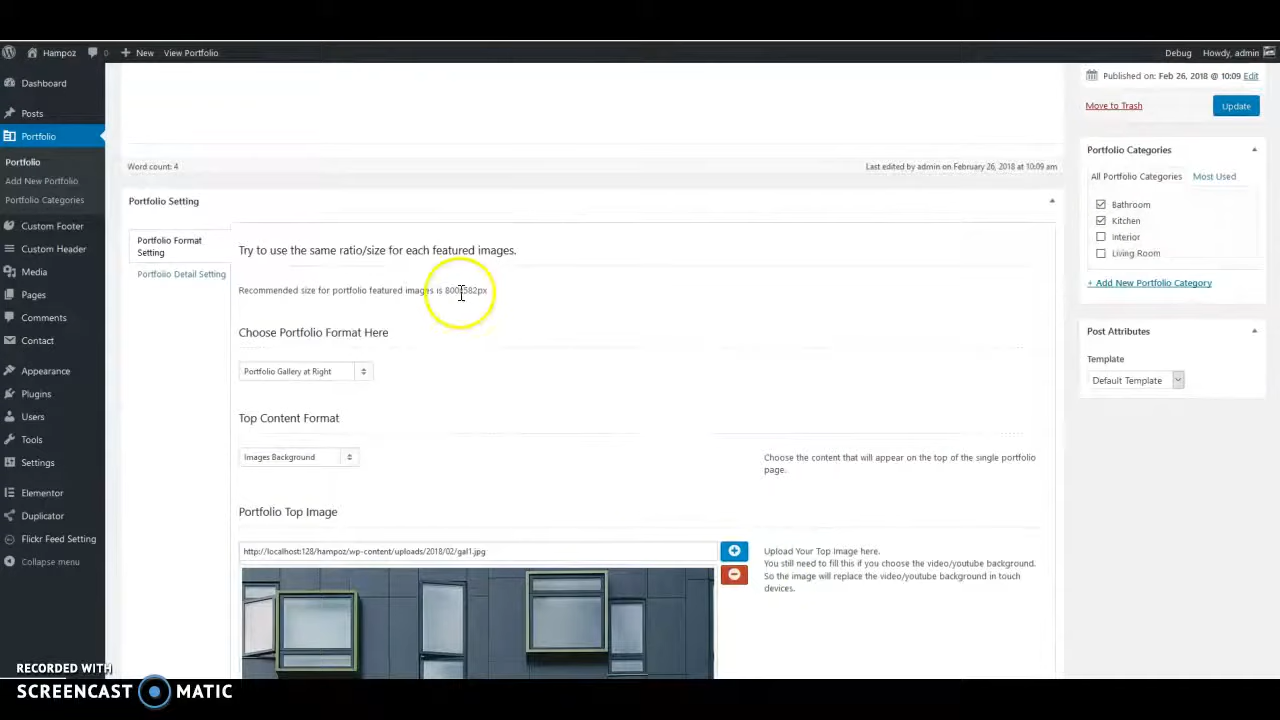 Hampoz
0
New
View Portfolio
Debug
Howdy, admin
Dashboard
Posts
Portfolio
Portfolio
Add New Portfolio
Portfolio Categories
Custom Footer
Custom Header
Media
Pages
Comments
Contact
Appearance
Plugins
Users
Tools
Settings
Elementor
Duplicator
Flickr Feed Setting
Collapse menu
Word count: 4
Last edited by admin on February 26, 2018 at 10:09 am
Portfolio Setting
Portfolio Format
Setting
Portfolio Detail Setting
Try to use the same ratio/size for each featured images.
Recommended size for portfolio featured images is 800x582px
Choose Portfolio Format Here
Portfolio Gallery at Right
Top Content Format
Images Background
Choose the content that will appear on the top of the single portfolio
page.
Portfolio Top Image
http://localhost:128/hampoz/wp-content/uploads/2018/02/gal1.jpg
Upload Your Top Image here.
You still need to fill this if you choose the video/youtube background.
So the image will replace the video/youtube background in touch
devices.
Published on: Feb 26, 2018 @ 10:09 Edit
Move to Trash
Update
Portfolio Categories
All Portfolio Categories
Most Used
Bathroom
Kitchen
Interior
Living Room
+ Add New Portfolio Category
Post Attributes
Template
Default Template
RECORDED WITH
SCREENCAST MATIC